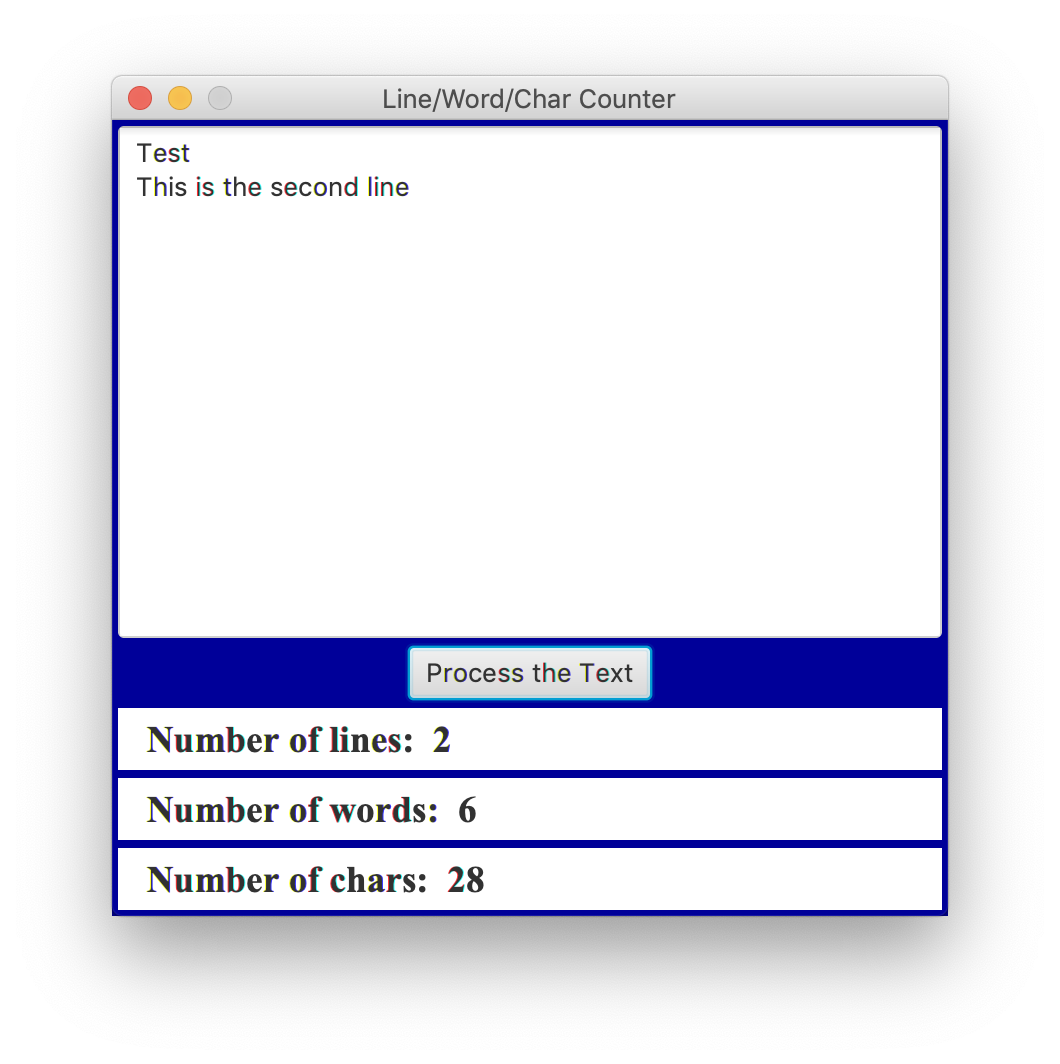 Line/Word/Char Counter
Test
This is the second line
Process the Text
Number of lines: 2
Number of words: 6
Number of chars: 28